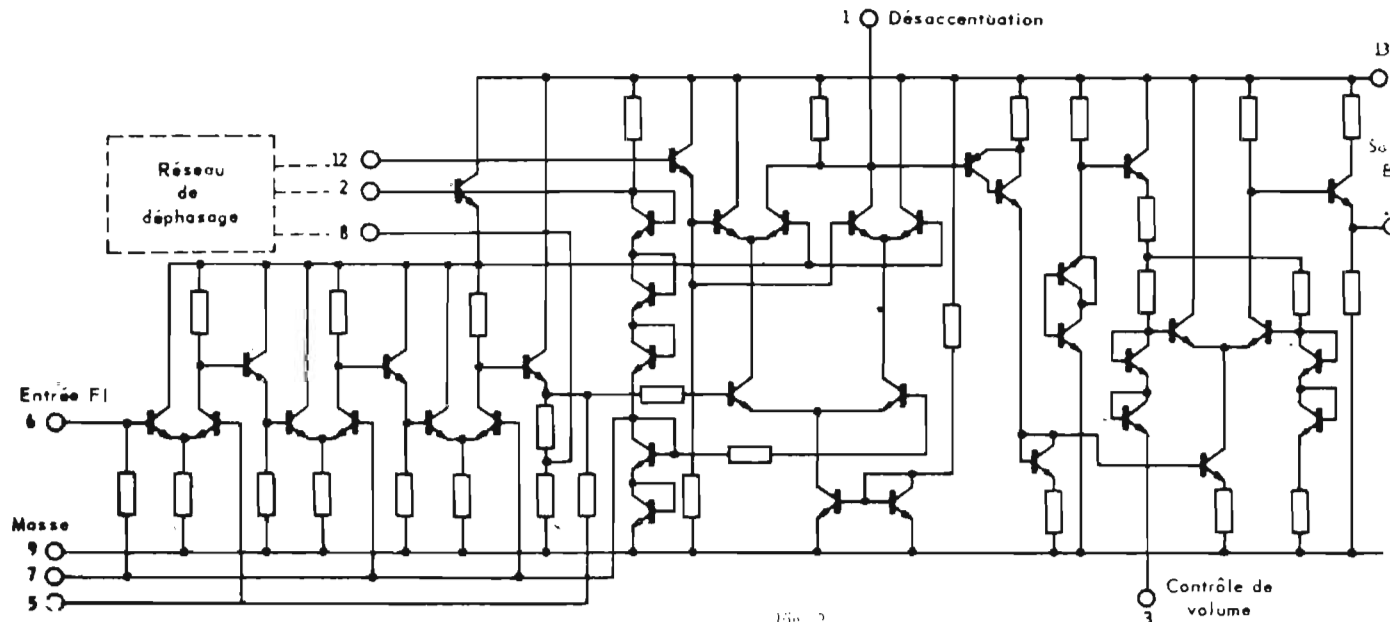 1 Désaccentuation
13
12
Réseau
de
déphasage
2
8
Entrée FI
6
Masse
9
7
5
Contrôle de
volume
3